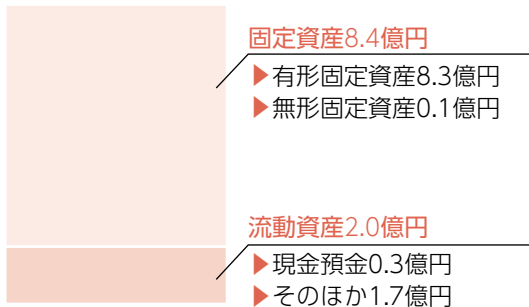 固定資産8.4億円
▶有形固定資産8.3億円
▶無形固定資産0.1億円
流動資産2.0億円
▶現金預金0.3億円
▶そのほか1.7億円